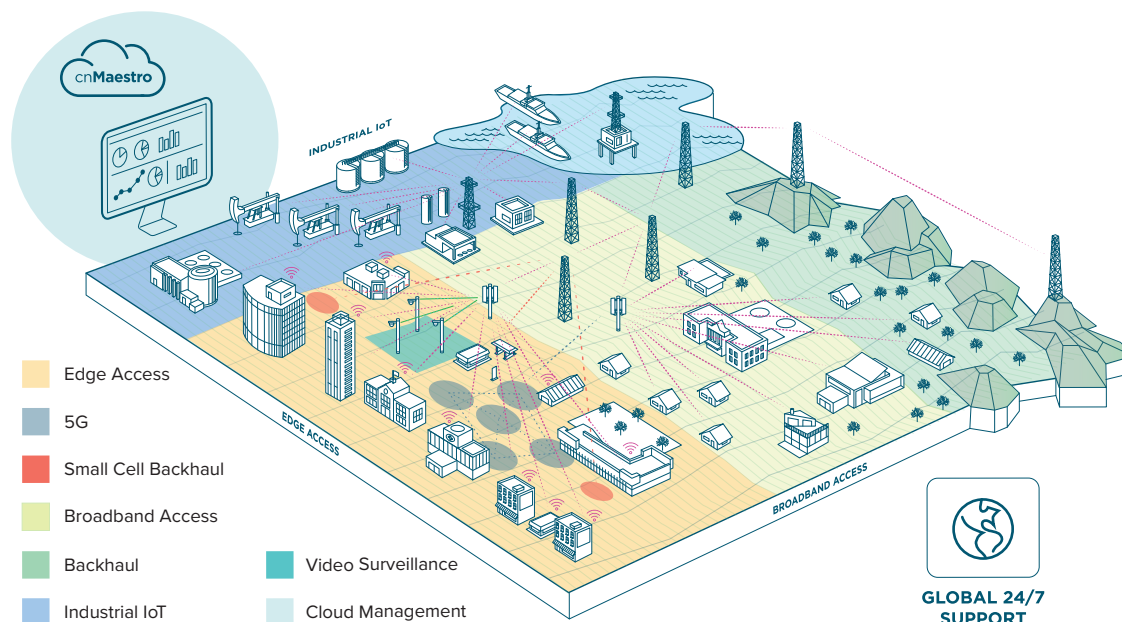 cnMaestro
INDUSTRIAL IoT
EDGE ACCESS
BROADBAND ACCESS
Edge Access
5G
Small Cell Backhaul
Broadband Access
Backhaul
Industrial IoT
Video Surveillance
Cloud Management
GLOBAL 24/7
SUPPORT